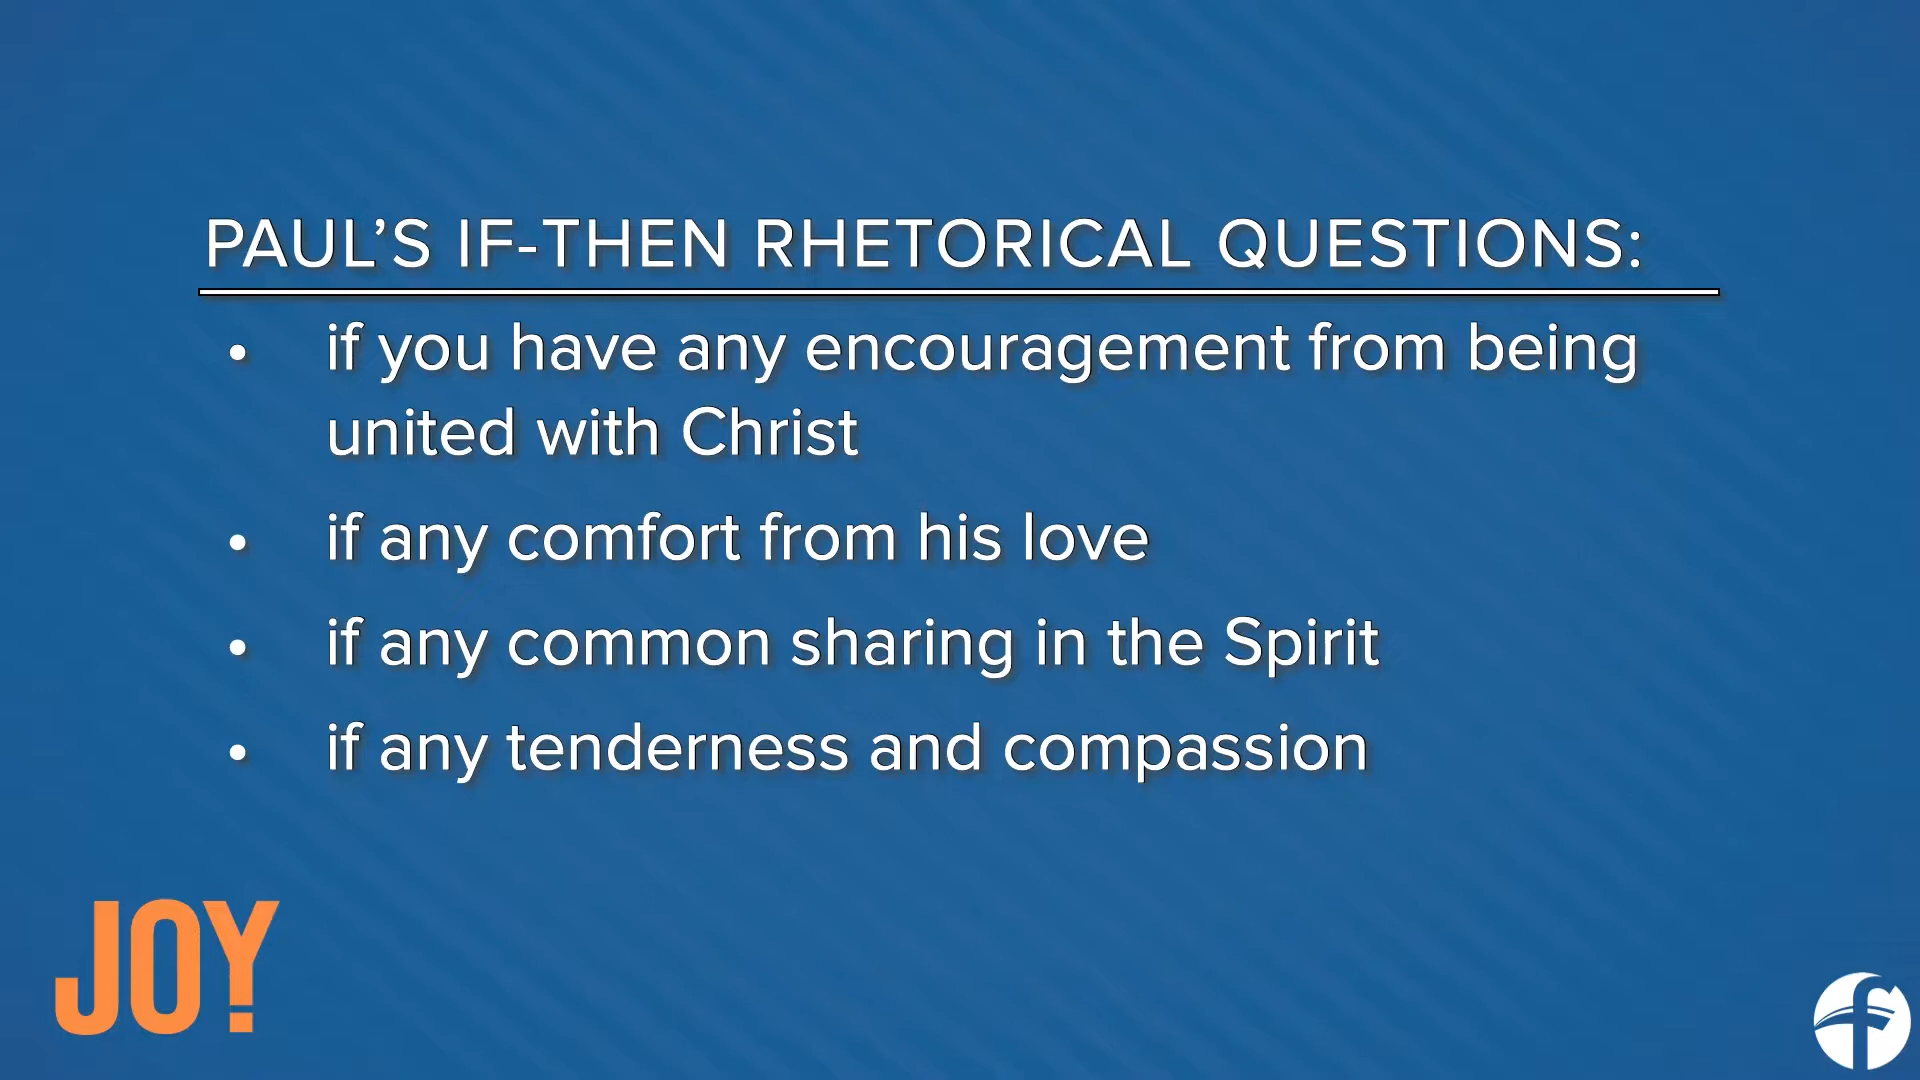 PAUL’S IF-THEN RHETORICAL QUESTIONS:
• if you have any encouragement from being
united with Christ
• if any comfort from his love
• if any common sharing in the Spirit
• if any tenderness and compassion
JOY!
f